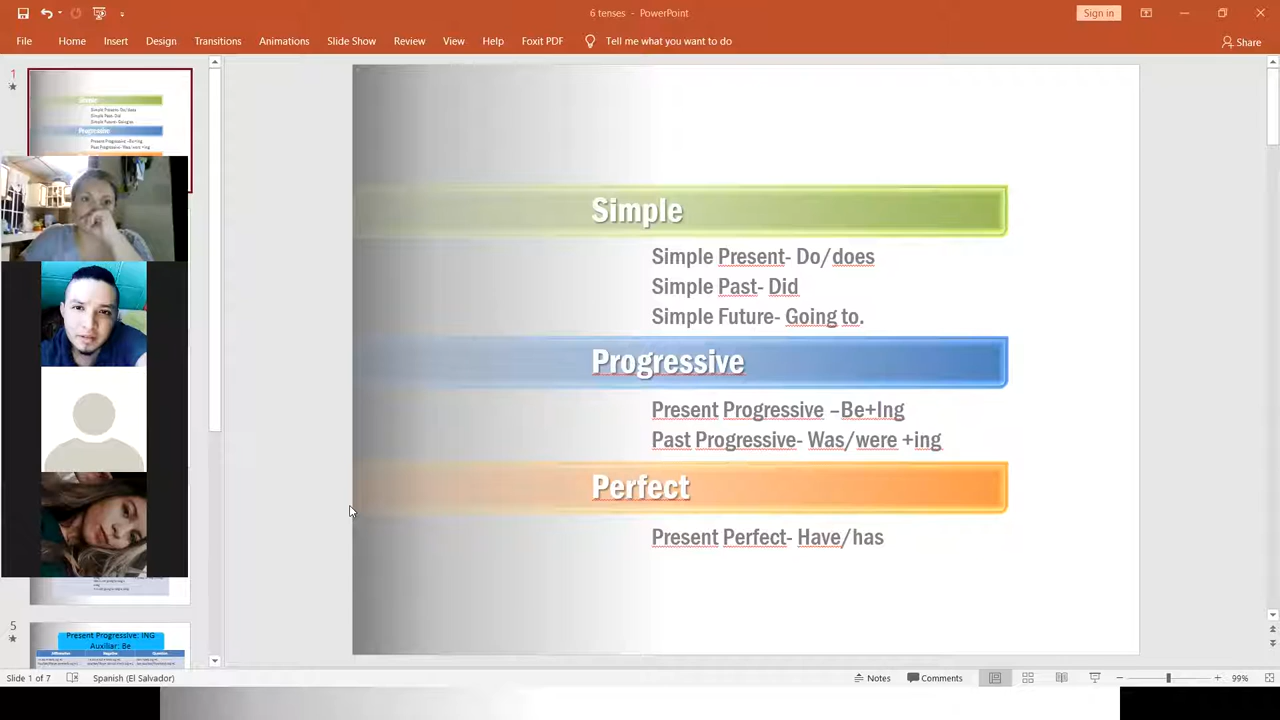 6 tenses - PowerPoint
Sign in
File Home Insert Design Transitions Animations Slide Show Review View Help Foxit PDF Tell me what you want to do
Share
1
Simple
Simple Present- Do/does
Simple Past- Did
Simple Future- Going to.
Progressive
Present Progressive –Be+Ing
Past Progressive- Was/were +ing
Perfect
Present Perfect- Have/has
5
Present Progressive: ING
Auxiliar: Be
Slide 1 of 7
Spanish (El Salvador)
Notes
Comments
99%